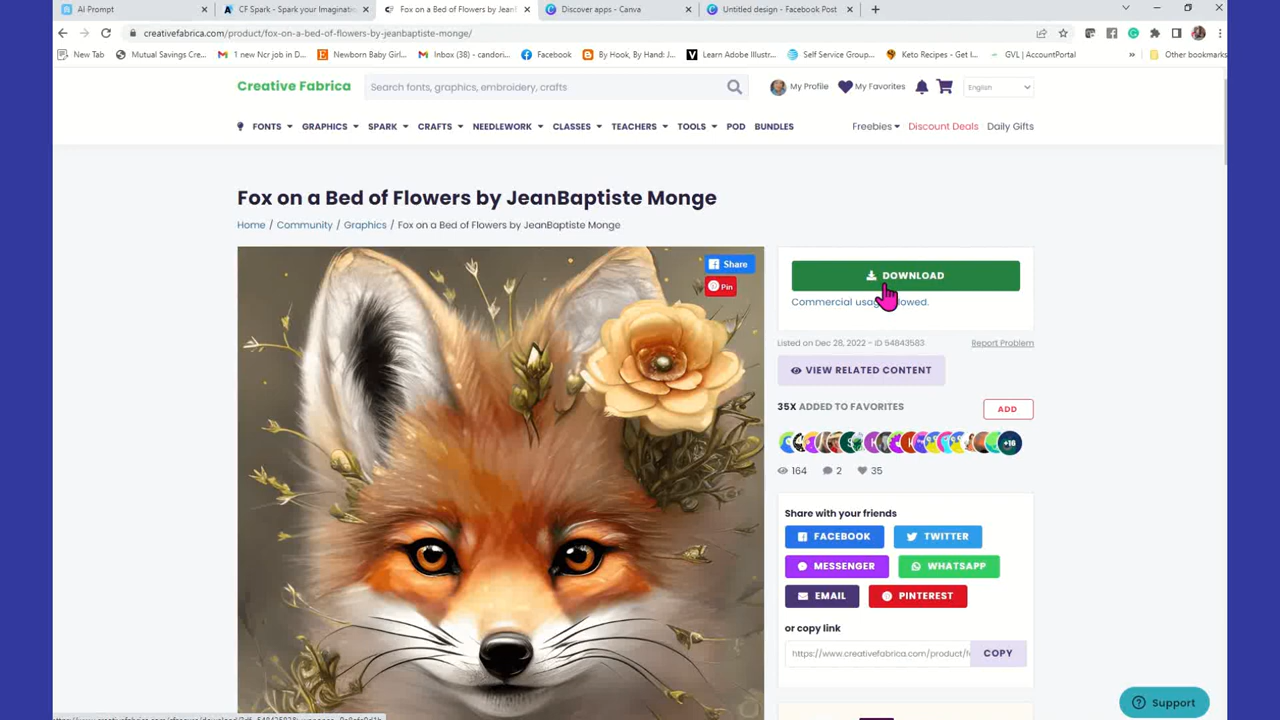 AI-Prompt
CF Spark - Spark your Imaginati
Fox on a Bed of Flowers by JeanI
Discover apps - Canva
Untitled design - Facebook Post
creativefabrica.com/product/fox-on-a-bed-of-flowers-by-jeanbaptiste-monge/
New Tab
Mutual Savings Cre...
1 new Ncr job in D...
Newborn Baby Girl...
Inbox (38) - candori...
Facebook
By Hook, By Hand: J...
Learn Adobe Illustr...
Self Service Group...
Keto Recipes - Get I...
GVL | AccountPortal
Other bookmarks
Creative Fabrica
Search fonts, graphics, embroidery, crafts
My Profile
My Favorites
English
FONTS
GRAPHICS
SPARK
CRAFTS
NEEDLEWORK
CLASSES
TEACHERS
TOOLS
POD
BUNDLES
Freebies
Discount Deals
Daily Gifts
Fox on a Bed of Flowers by JeanBaptiste Monge
Home / Community / Graphics / Fox on a Bed of Flowers by JeanBaptiste Monge
Share
Pin
DOWNLOAD
Commercial usag lowed.
Listed on Dec 28, 2022 - ID 54843583
Report Problem
VIEW RELATED CONTENT
35X ADDED TO FAVORITES
ADD
+16
164
2
35
Share with your friends
FACEBOOK
TWITTER
MESSENGER
WHATSAPP
EMAIL
PINTEREST
or copy link
https://www.creativefabrica.com/product/f
COPY
Support